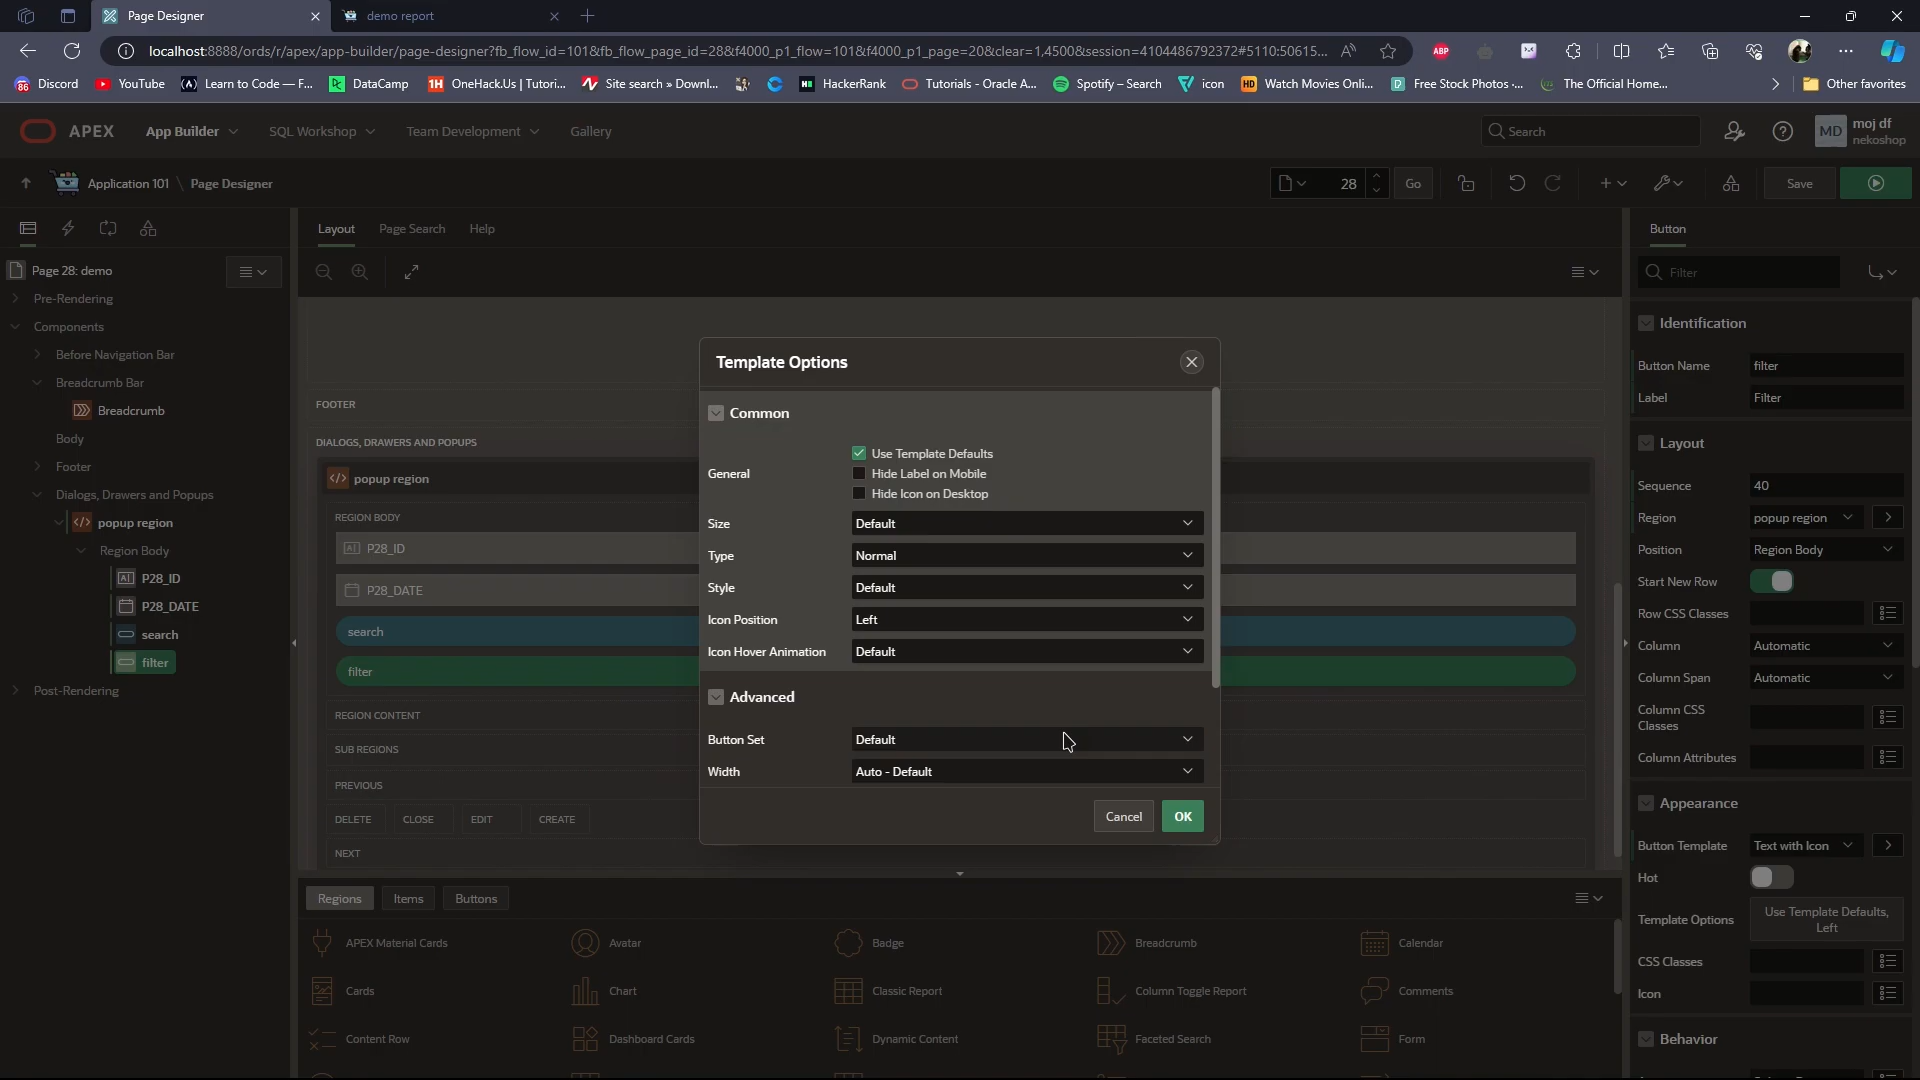 Page Designer
demo report
localhost:8888/ords/r/apex/app-builder/page-designer?fb_flow_id=101&fb_flow_page_id=28&f4000_p1_flow=101&f4000_p1_page=20&clear=1,4500&session=4104486792372#5110:50615...
Discord
YouTube
Learn to Code — F...
DataCamp
OneHack.Us | Tutori...
Site search » Downl...
HackerRank
Tutorials - Oracle A...
Spotify – Search
icon
Watch Movies Onli...
Free Stock Photos ·...
The Official Home...
Other favorites
APEX
App Builder
SQL Workshop
Team Development
Gallery
Search
MD
moj df
nekoshop
Application 101 \ Page Designer
28
Go
Save
Layout
Page Search
Help
Button
Page 28: demo
Pre-Rendering
Components
Before Navigation Bar
Breadcrumb Bar
Breadcrumb
Body
Footer
Dialogs, Drawers and Popups
popup region
Region Body
P28_ID
P28_DATE
search
filter
Post-Rendering
FOOTER
DIALOGS, DRAWERS AND POPUPS
popup region
REGION BODY
P28_ID
P28_DATE
search
filter
REGION CONTENT
SUB REGIONS
PREVIOUS
DELETE
CLOSE
EDIT
CREATE
NEXT
Template Options
Common
General
Use Template Defaults
Hide Label on Mobile
Hide Icon on Desktop
Size
Default
Type
Normal
Style
Default
Icon Position
Left
Icon Hover Animation
Default
Advanced
Button Set
Default
Width
Auto - Default
Cancel
OK
Regions
Items
Buttons
APEX Material Cards
Avatar
Badge
Breadcrumb
Calendar
Cards
Chart
Classic Report
Column Toggle Report
Comments
Content Row
Dashboard Cards
Dynamic Content
Faceted Search
Form
Filter
Identification
Button Name
filter
Label
Filter
Layout
Sequence
40
Region
popup region
Position
Region Body
Start New Row
Row CSS Classes
Column
Automatic
Column Span
Automatic
Column CSS
Classes
Column Attributes
Appearance
Button Template
Text with Icon
Hot
Template Options
Use Template Defaults,
Left
CSS Classes
Icon
Behavior